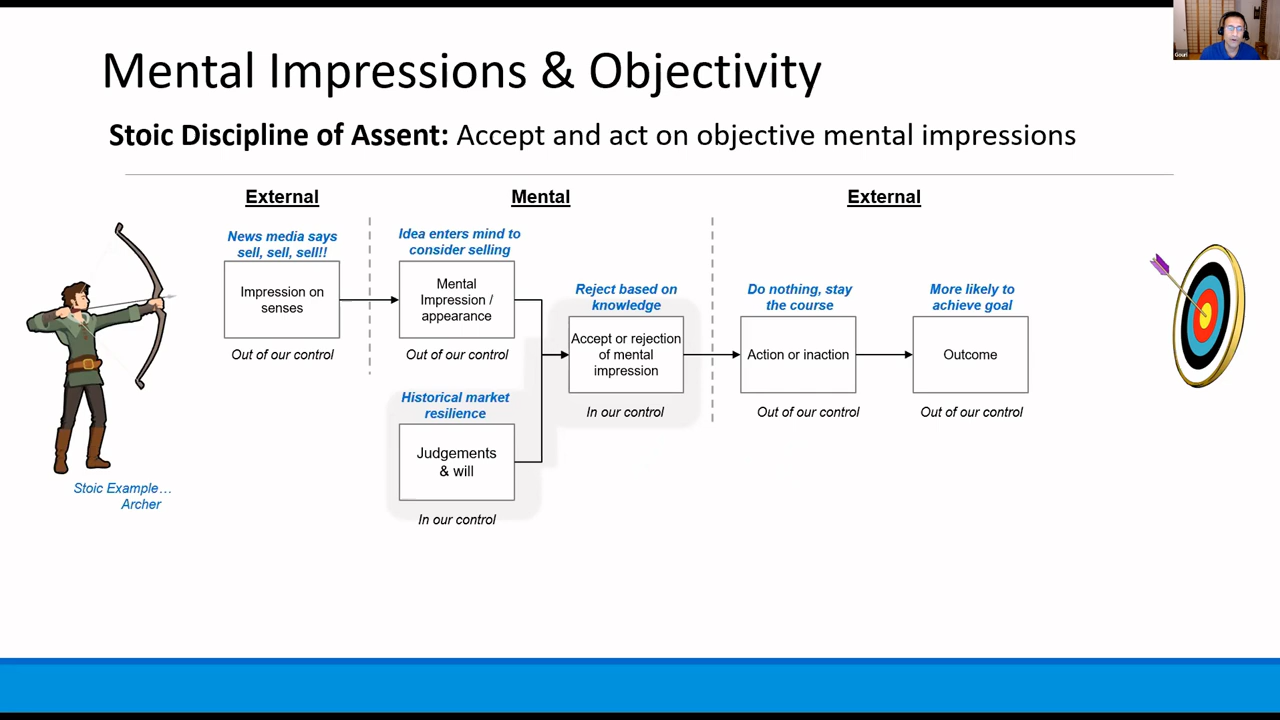 Mental Impressions & Objectivity
Gouri
Stoic Discipline of Assent: Accept and act on objective mental impressions
External
Mental
External
News media says
sell, sell, sell!!
Impression on
senses
Out of our control
Idea enters mind to
consider selling
Mental
Impression /
appearance
Out of our control
Historical market
resilience
Judgements
& will
In our control
Reject based on
knowledge
Accept or rejection
of mental
impression
In our control
Do nothing, stay
the course
Action or inaction
Out of our control
More likely to
achieve goal
Outcome
Out of our control
Stoic Example…
Archer